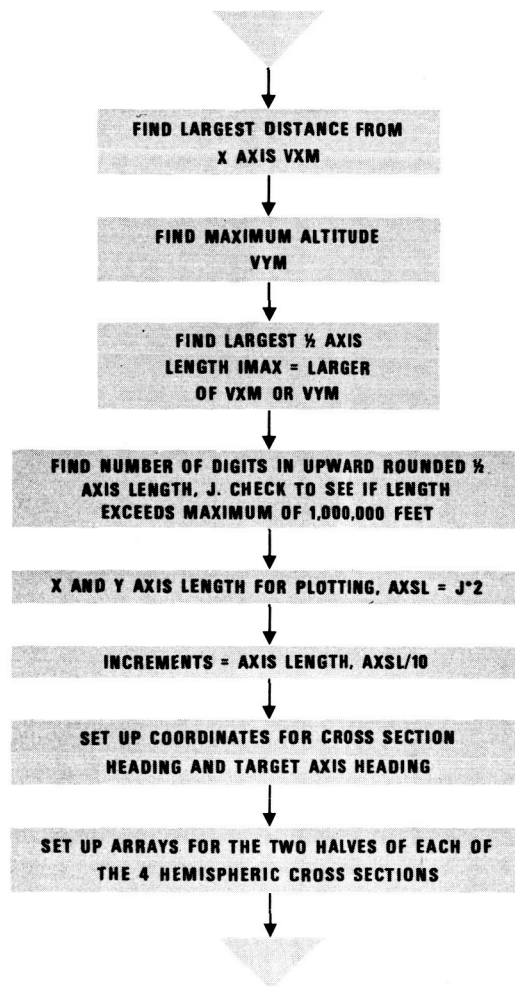 FIND LARGEST DISTANCE FROM
X AXIS VXM
FIND MAXIMUM ALTITUDE
VYM
FIND LARGEST ½ AXIS
LENGTH IMAX = LARGER
OF VXM OR VYM
FIND NUMBER OF DIGITS IN UPWARD ROUNDED ½
AXIS LENGTH, J. CHECK TO SEE IF LENGTH
EXCEEDS MAXIMUM OF 1,000,000 FEET
X AND Y AXIS LENGTH FOR PLOTTING, AXSL = J*2
INCREMENTS = AXIS LENGTH, AXSL/10
SET UP COORDINATES FOR CROSS SECTION
HEADING AND TARGET AXIS HEADING
SET UP ARRAYS FOR THE TWO HALVES OF EACH OF
THE 4 HEMISPHERIC CROSS SECTIONS